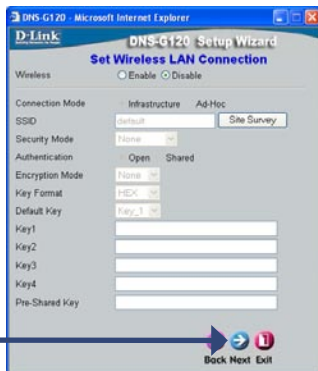 DNS-G120 - Microsoft Internet Explorer
D-Link
DNS-G120 Setup Wizard
Set Wireless LAN Connection
Wireless Enable Disable
Connection Mode Infrastructure Ad-Hoc
SSID default Site Survey
Security Mode None
Authentication Open Shared
Encryption Mode None
Key Format HEX
Default Key Key_1
Key1
Key2
Key3
Key4
Pre-Shared Key
Back Next Exit